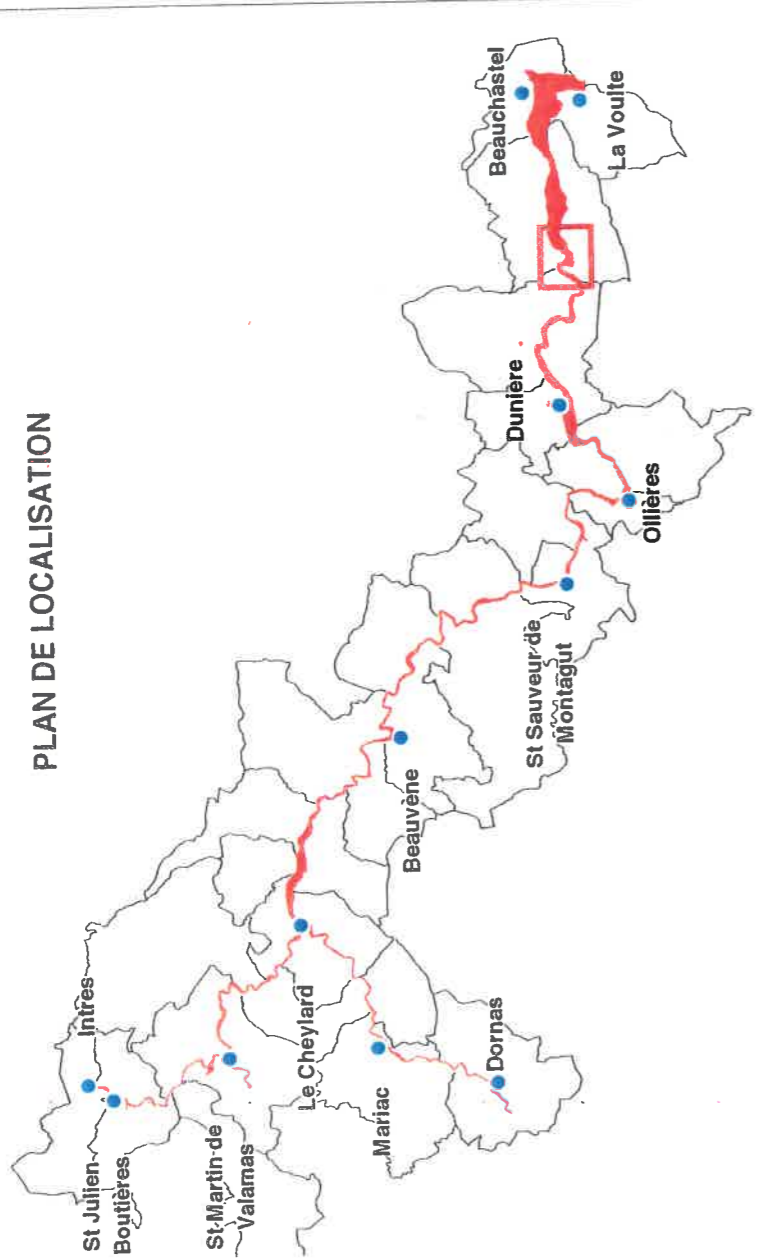 PLAN DE LOCALISATION
St Julien
Boutières
Intres
St-Martin-de
Valamas
Le Cheylard
Mariac
Dornas
Beauvène
St Sauveur de
Montagut
Ollières
Dunière
Beauchastel
La Voulte